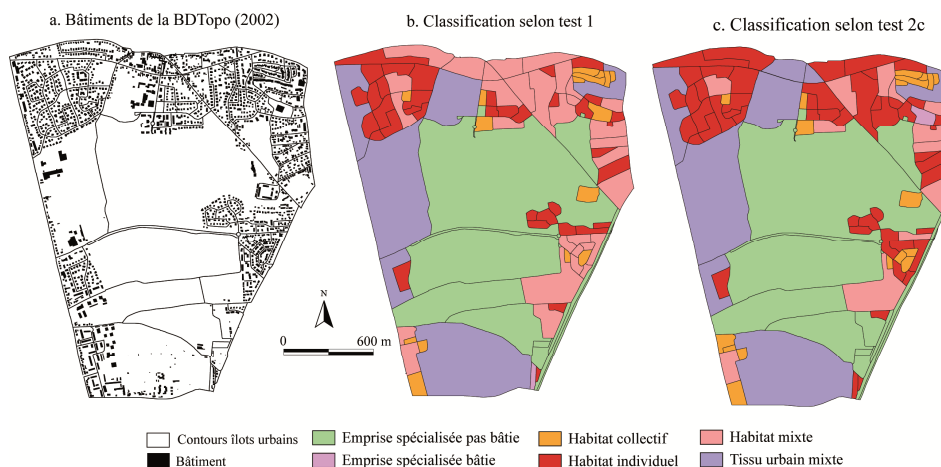 a. Bâtiments de la BDTopo (2002)
b. Classification selon test 1
c. Classification selon test 2c
N
0
600 m
Contours îlots urbains
Emprise spécialisée pas bâtie
Habitat collectif
Habitat mixte
Bâtiment
Emprise spécialisée bâtie
Habitat individuel
Tissu urbain mixte